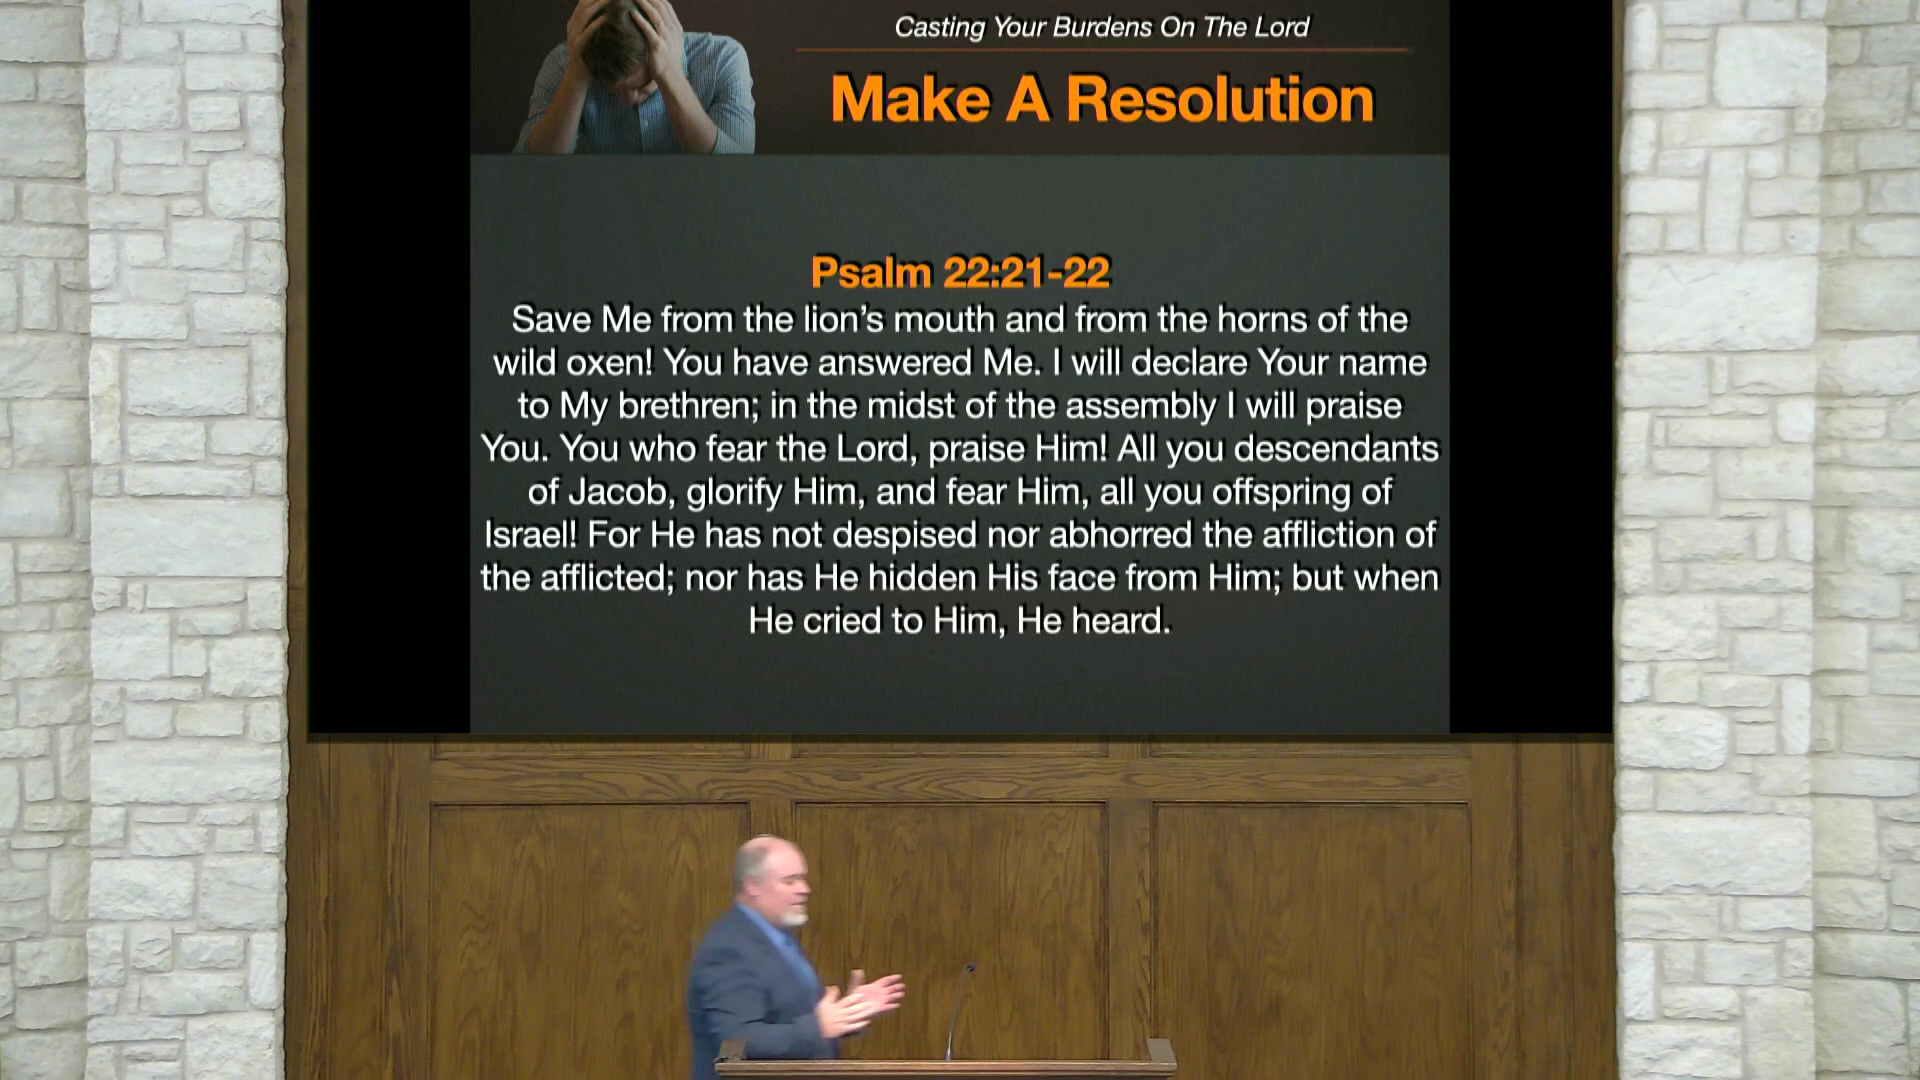 Casting Your Burdens On The Lord
Make A Resolution
Psalm 22:21-22
Save Me from the lion’s mouth and from the horns of the
wild oxen! You have answered Me. I will declare Your name
to My brethren; in the midst of the assembly I will praise
You. You who fear the Lord, praise Him! All you descendants
of Jacob, glorify Him, and fear Him, all you offspring of
Israel! For He has not despised nor abhorred the affliction of
the afflicted; nor has He hidden His face from Him; but when
He cried to Him, He heard.